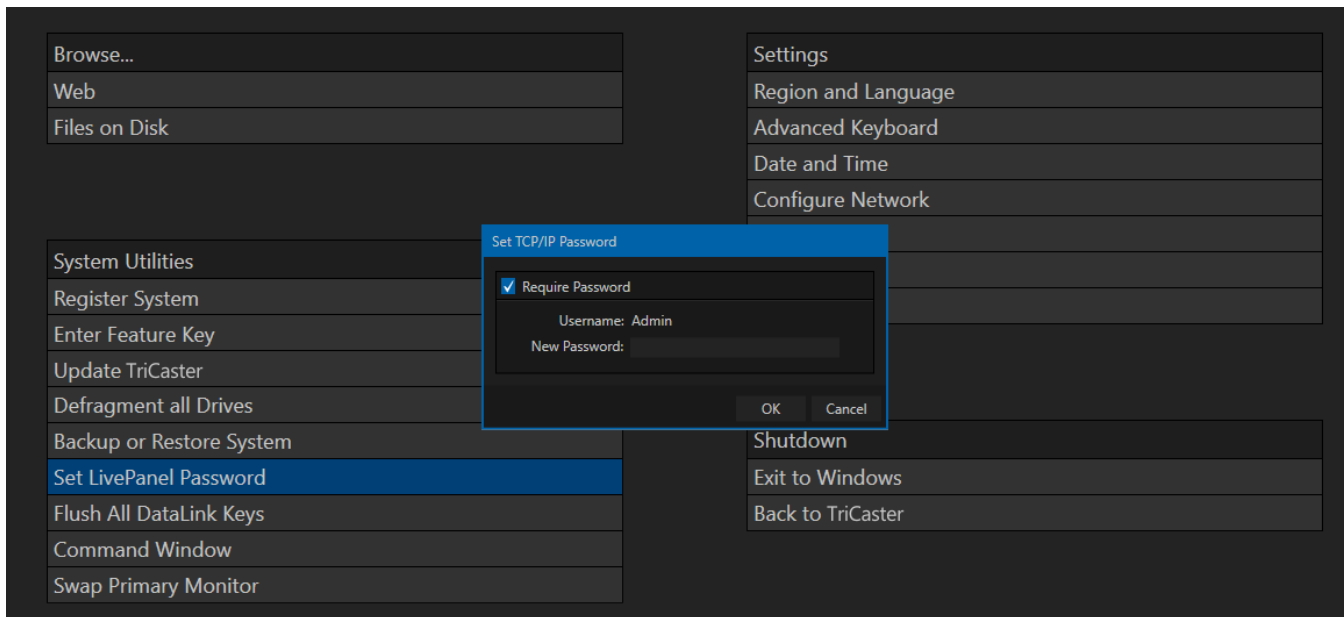 Browse...
Web
Files on Disk
System Utilities
Register System
Enter Feature Key
Update TriCaster
Defragment all Drives
Backup or Restore System
Set LivePanel Password
Flush All DataLink Keys
Command Window
Swap Primary Monitor
Set TCP/IP Password
Require Password
Username: Admin
New Password:
OK Cancel
Settings
Region and Language
Advanced Keyboard
Date and Time
Configure Network
Shutdown
Exit to Windows
Back to TriCaster